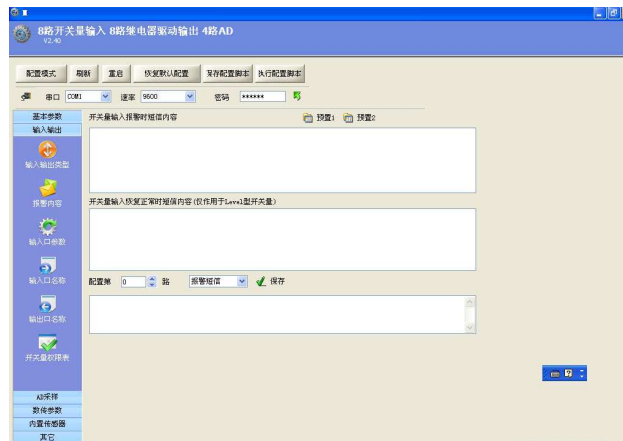 8路开关量输入 8路继电器驱动输出 4路AD
V2.40
配置模式 刷新 重启 恢复默认配置 保存配置脚本 执行配置脚本
串口 COM1 速率 9600 密码 ******
基本参数
输入输出
输入输出类型
报警内容
输入口参数
输入口名称
输出口名称
开关量权限表
AD采样
数传参数
内置传感器
其它
开关量输入报警时短信内容 预置1 预置2
开关量输入恢复正常时短信内容(仅作用于Level型开关量)
配置第 0 路 报警短信 保存